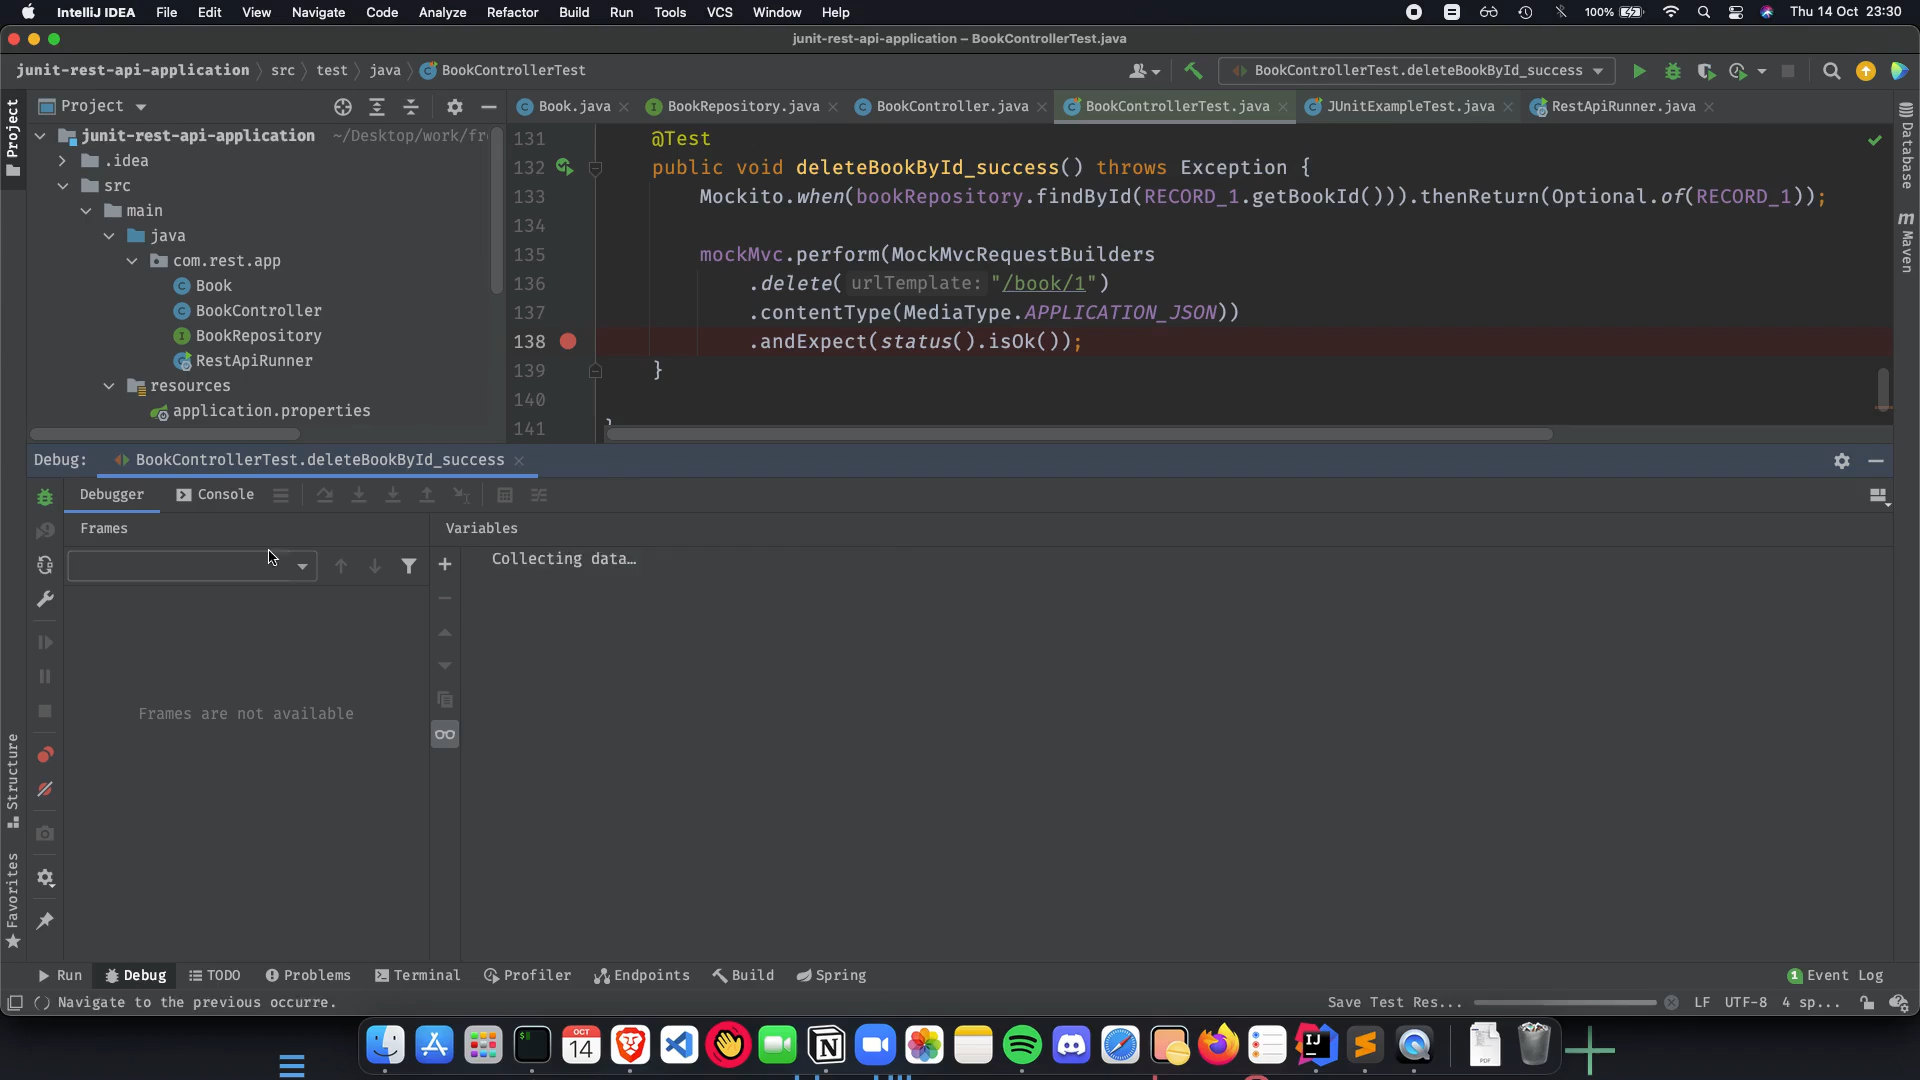 IntelliJ IDEA File Edit View Navigate Code Analyze Refactor Build Run Tools VCS Window Help 100% Thu 14 Oct 23:30
junit-rest-api-application – BookControllerTest.java
junit-rest-api-application src test java BookControllerTest BookControllerTest.deleteBookById_success
Project Book.java BookRepository.java BookController.java BookControllerTest.java JUnitExampleTest.java RestApiRunner.java
Project
Database
Maven
Structure
Favorites
junit-rest-api-application ~/Desktop/work/fr
.idea
src
main
java
com.rest.app
Book
BookController
BookRepository
RestApiRunner
resources
application.properties
131 @Test
132 public void deleteBookById_success() throws Exception {
133 Mockito.when(bookRepository.findById(RECORD_1.getBookId())).thenReturn(Optional.of(RECORD_1));
134
135 mockMvc.perform(MockMvcRequestBuilders
136 .delete( urlTemplate: "/book/1")
137 .contentType(MediaType.APPLICATION_JSON))
138 .andExpect(status().isOk());
139 }
140
141
Debug: BookControllerTest.deleteBookById_success
Debugger Console
Frames Variables
Collecting data…
Frames are not available
Run Debug TODO Problems Terminal Profiler Endpoints Build Spring 1 Event Log
Navigate to the previous occurre. Save Test Res... LF UTF-8 4 sp...
OCT
14
N
IJ
PDF